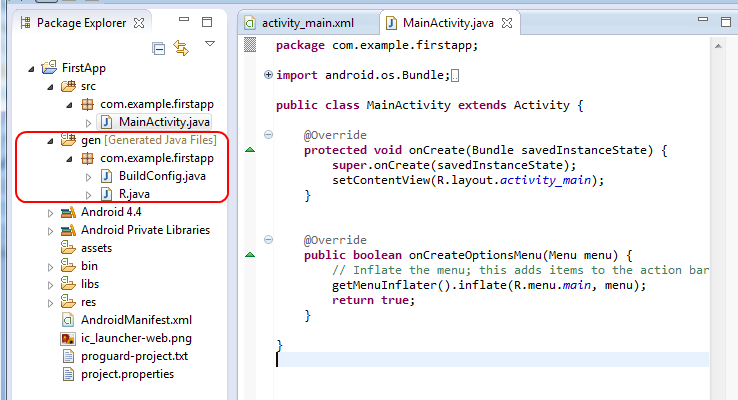 Package Explorer
FirstApp
src
com.example.firstapp
MainActivity.java
gen [Generated Java Files]
com.example.firstapp
BuildConfig.java
R.java
Android 4.4
Android Private Libraries
assets
bin
libs
res
AndroidManifest.xml
ic_launcher-web.png
proguard-project.txt
project.properties
activity_main.xml
MainActivity.java
package com.example.firstapp;
import android.os.Bundle;
public class MainActivity extends Activity {
@Override
protected void onCreate(Bundle savedInstanceState) {
super.onCreate(savedInstanceState);
setContentView(R.layout.activity_main);
}
@Override
public boolean onCreateOptionsMenu(Menu menu) {
// Inflate the menu; this adds items to the action bar
getMenuInflater().inflate(R.menu.main, menu);
return true;
}
}